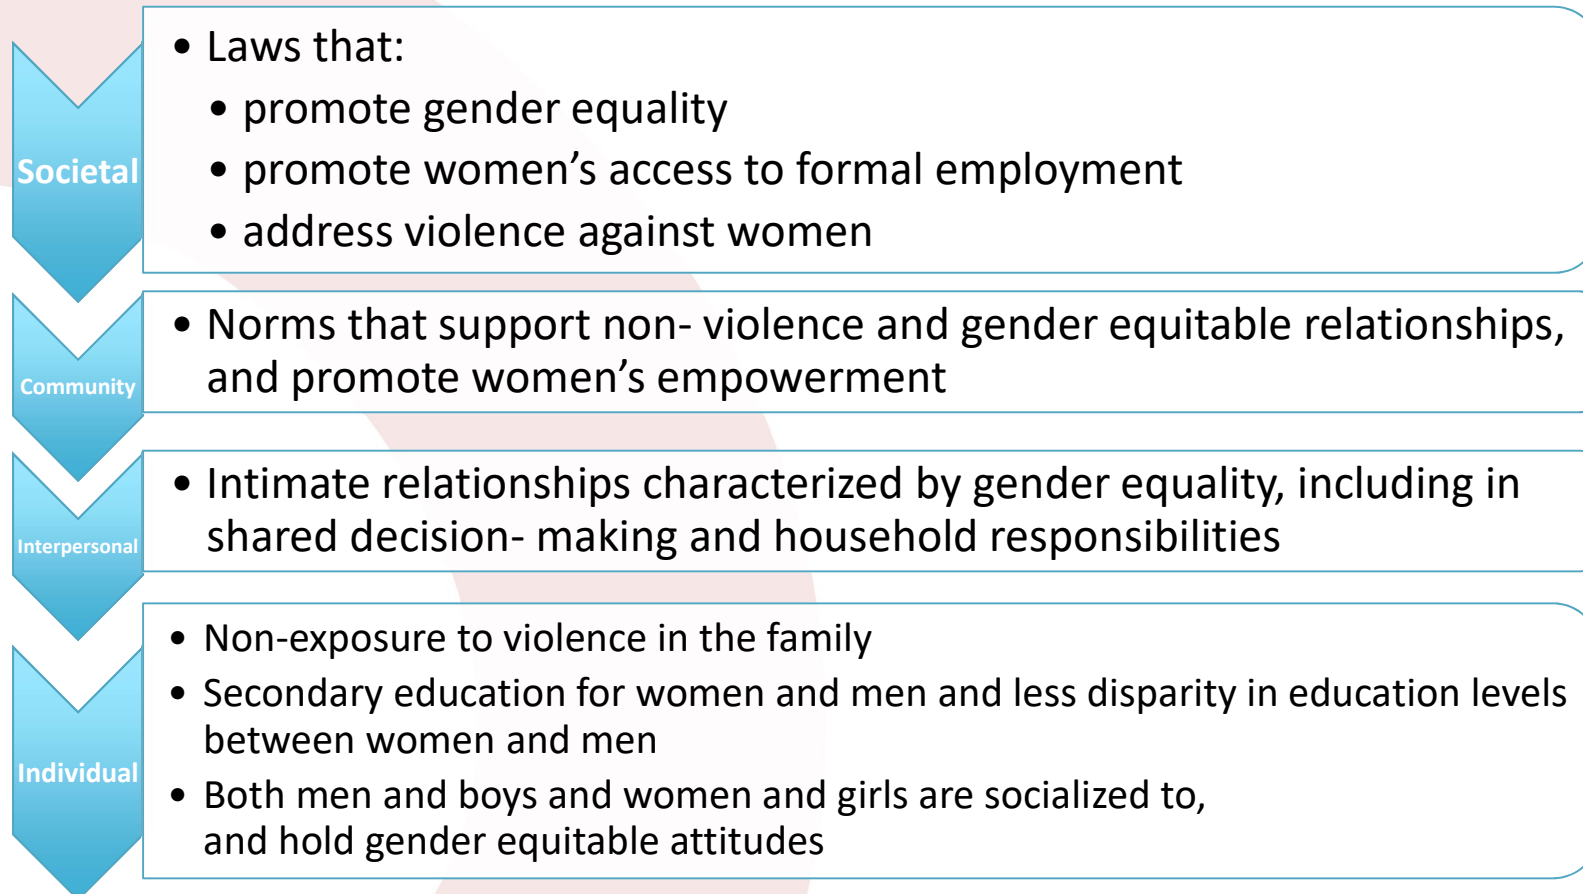 Societal
• Laws that:
• promote gender equality
• promote women’s access to formal employment
• address violence against women
Community
• Norms that support non- violence and gender equitable relationships,
and promote women’s empowerment
Interpersonal
• Intimate relationships characterized by gender equality, including in
shared decision- making and household responsibilities
Individual
• Non-exposure to violence in the family
• Secondary education for women and men and less disparity in education levels
between women and men
• Both men and boys and women and girls are socialized to,
and hold gender equitable attitudes